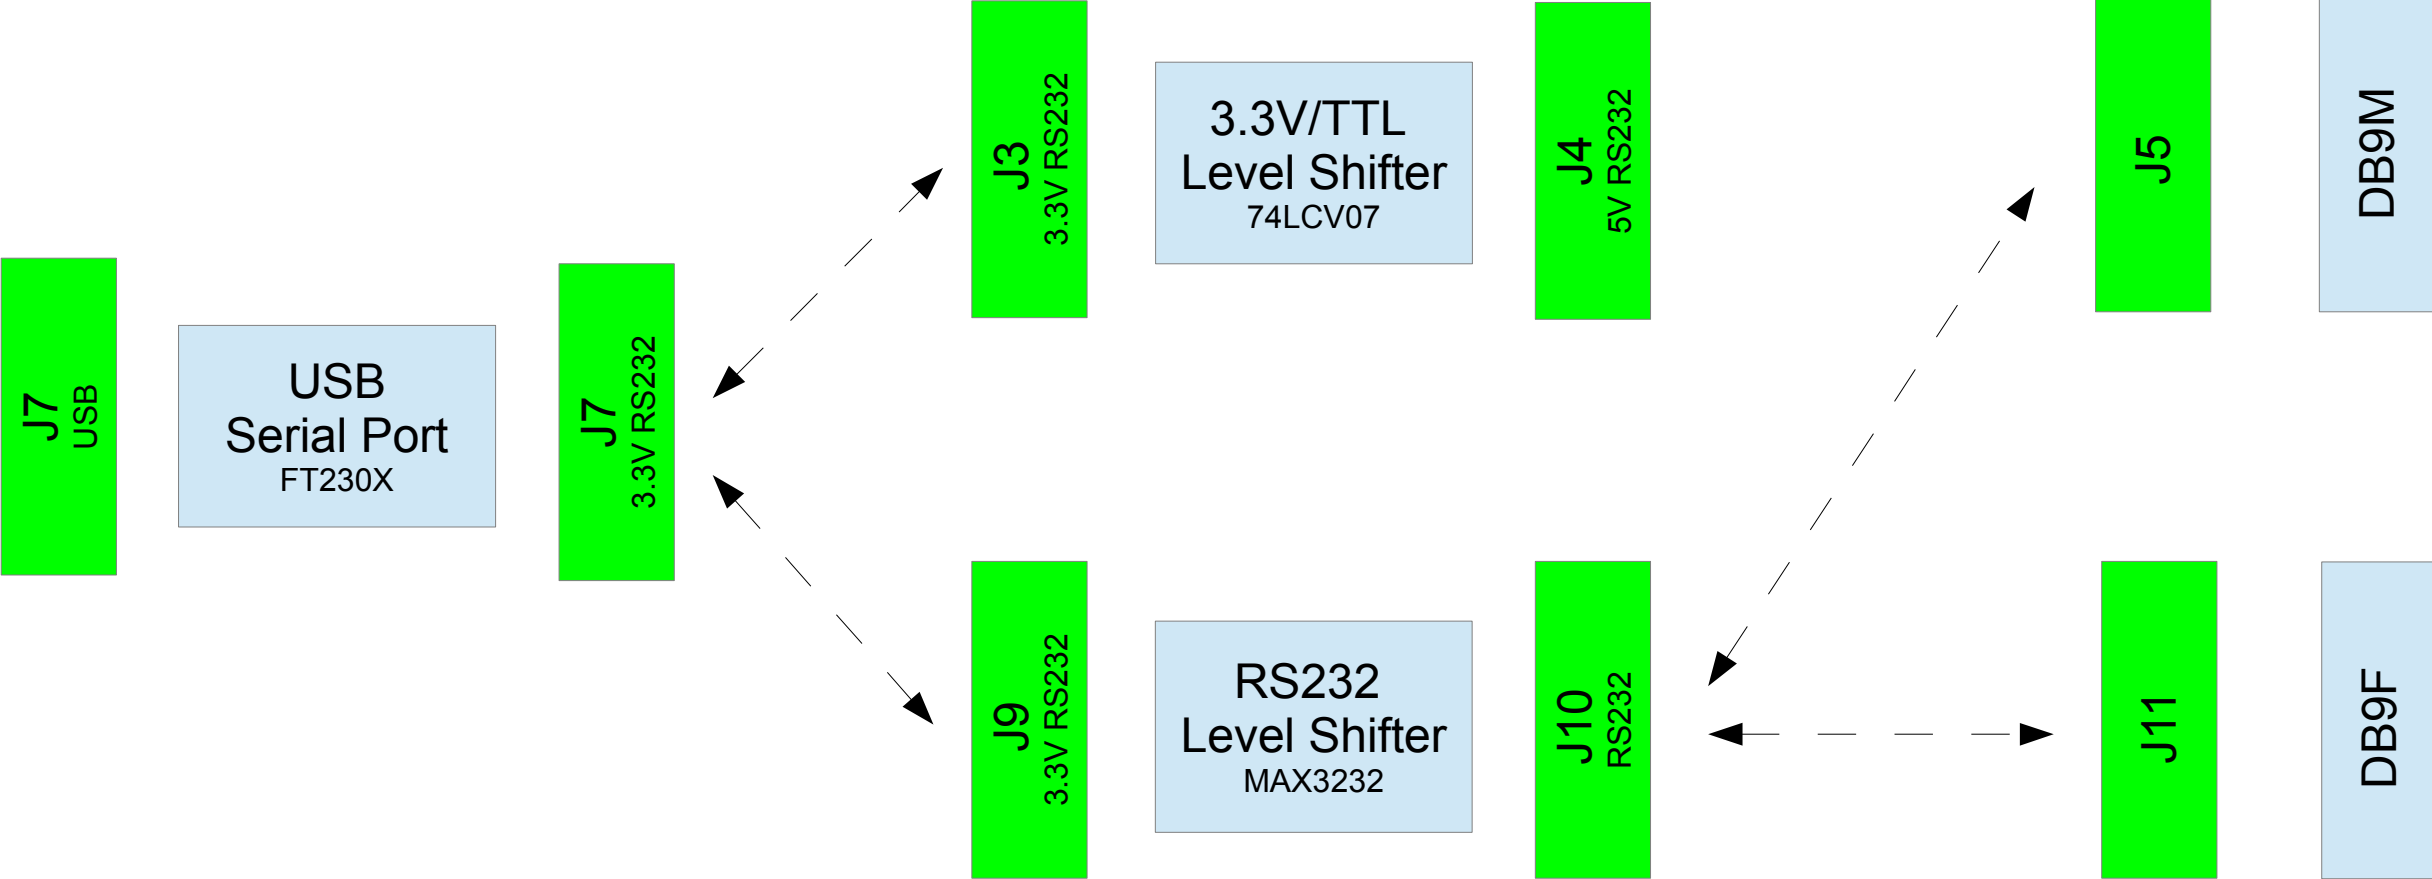 J7
USB
USB
Serial Port
FT230X
J7
3.3V RS232
J3
3.3V RS232
3.3V/TTL
Level Shifter
74LCV07
J4
5V RS232
J5
DB9M
J9
3.3V RS232
RS232
Level Shifter
MAX3232
J10
RS232
J11
DB9F